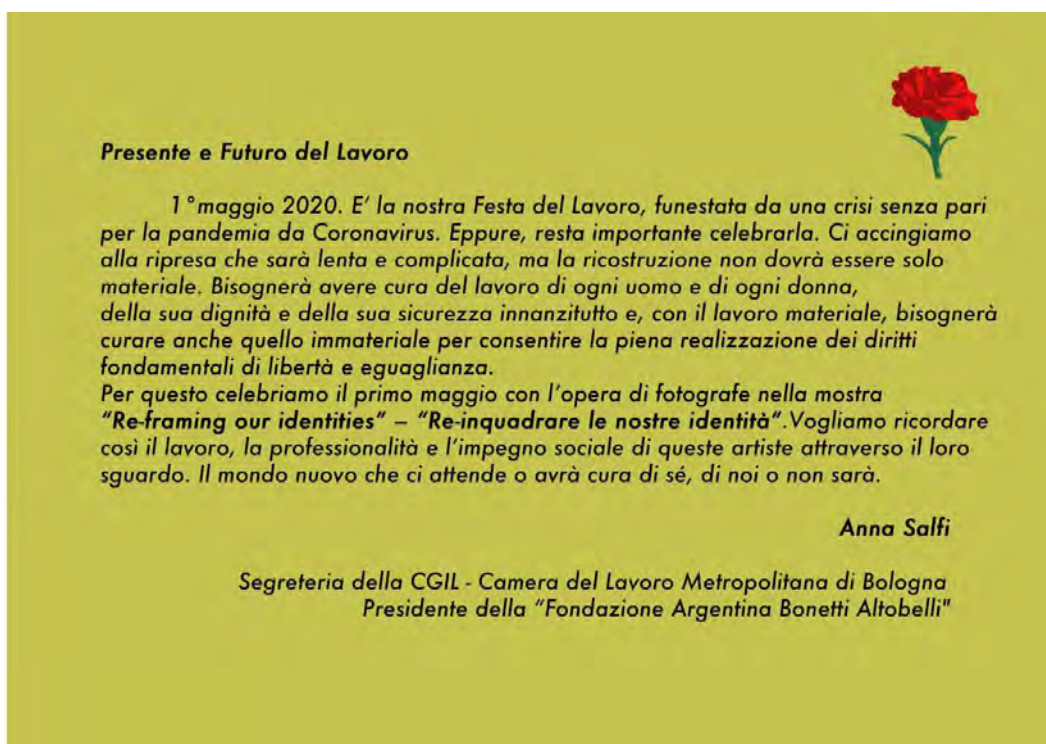 Presente e Futuro del Lavoro
1°maggio 2020. E' la nostra Festa del Lavoro, funestata da una crisi senza pari
per la pandemia da Coronavirus. Eppure, resta importante celebrarla. Ci accingiamo
alla ripresa che sarà lenta e complicata, ma la ricostruzione non dovrà essere solo
materiale. Bisognerà avere cura del lavoro di ogni uomo e di ogni donna,
della sua dignità e della sua sicurezza innanzitutto e, con il lavoro materiale, bisognerà
curare anche quello immateriale per consentire la piena realizzazione dei diritti
fondamentali di libertà e eguaglianza.
Per questo celebriamo il primo maggio con l'opera di fotografe nella mostra
"Re-framing our identities" – "Re-inquadrare le nostre identità".Vogliamo ricordare
così il lavoro, la professionalità e l'impegno sociale di queste artiste attraverso il loro
sguardo. Il mondo nuovo che ci attende o avrà cura di sé, di noi o non sarà.
Anna Salfi
Segreteria della CGIL - Camera del Lavoro Metropolitana di Bologna
Presidente della "Fondazione Argentina Bonetti Altobelli"